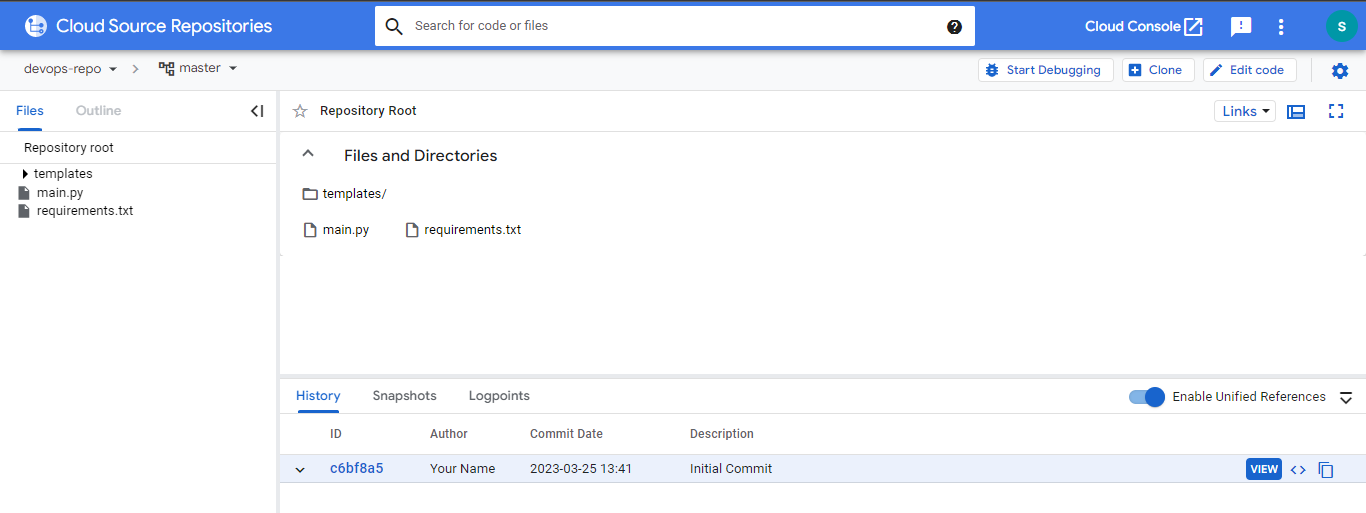 Cloud Source Repositories
Search for code or files
Cloud Console
S
devops-repo
master
Start Debugging
Clone
Edit code
Files
Outline
Repository Root
Links
Repository root
Files and Directories
templates
main.py
requirements.txt
templates/
main.py
requirements.txt
History
Snapshots
Logpoints
Enable Unified References
ID
Author
Commit Date
Description
c6bf8a5
Your Name
2023-03-25 13:41
Initial Commit
VIEW